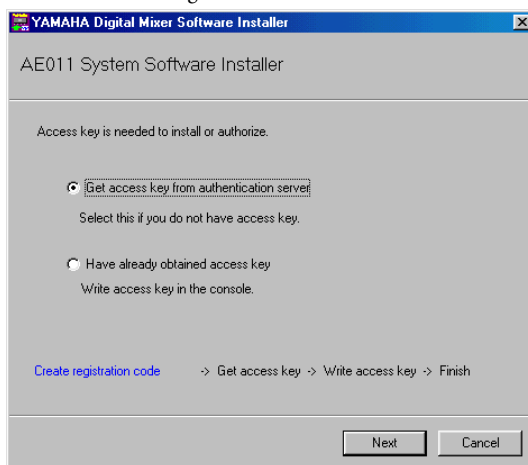 YAMAHA Digital Mixer Software Installer
AE011 System Software Installer
Access key is needed to install or authorize.
Get access key from authentication server
Select this if you do not have access key.
Have already obtained access key
Write access key in the console.
Create registration code -> Get access key -> Write access key -> Finish
Next Cancel